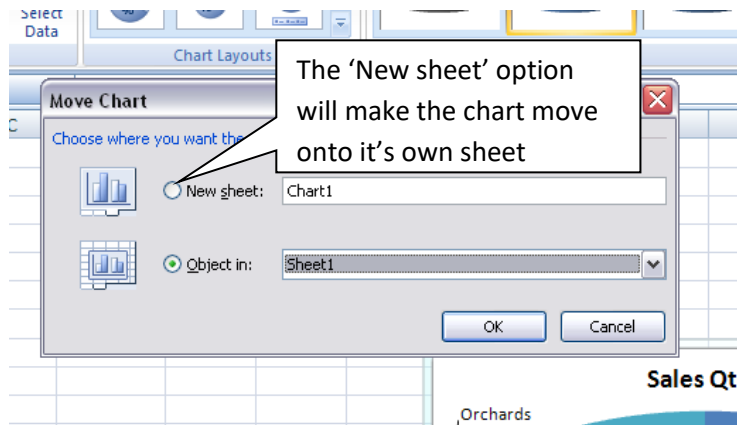 Select
Data
Chart Layouts
The ‘New sheet’ option
will make the chart move
onto it’s own sheet
Move Chart
C
Choose where you want the
New sheet:
Chart1
Object in:
Sheet1
OK
Cancel
Sales Qt
Orchards